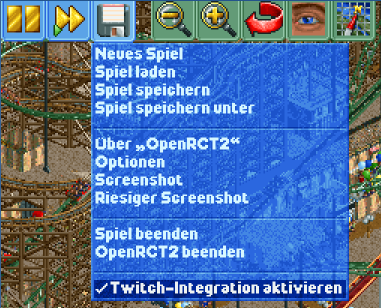 Neues Spiel
Spiel laden
Spiel speichern
Spiel speichern unter
Über „OpenRCT2“
Optionen
Screenshot
Riesiger Screenshot
Spiel beenden
OpenRCT2 beenden
✓Twitch-Integration aktivieren